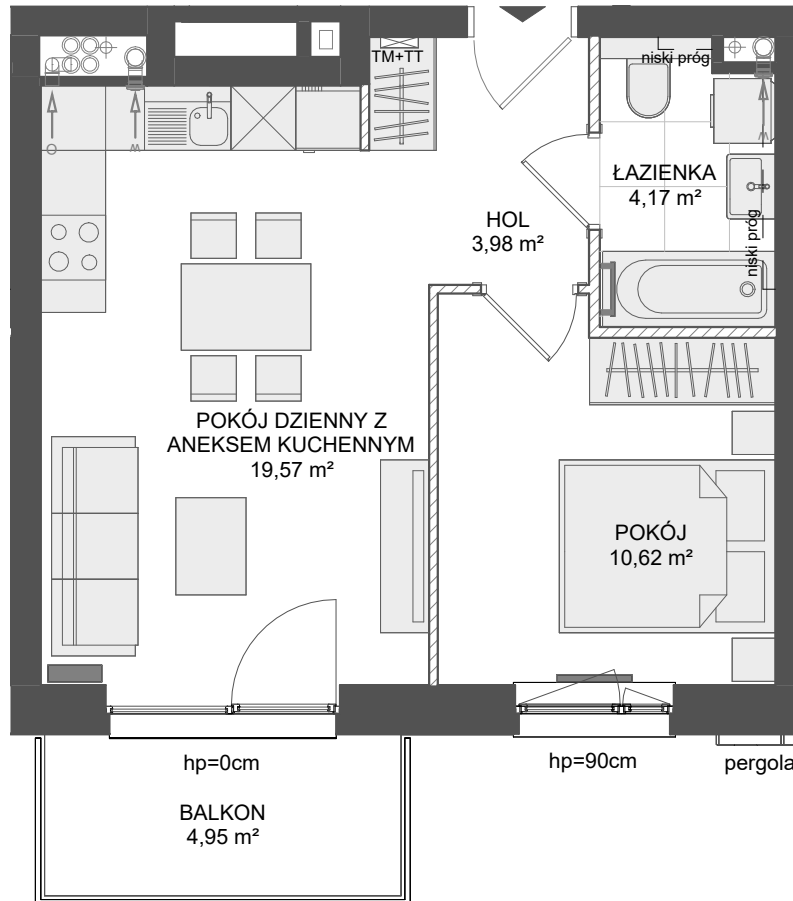 TM+TT
niski próg
ŁAZIENKA
4,17 m²
HOL
3,98 m²
niski próg
POKÓJ DZIENNY Z
ANEKSEM KUCHENNYM
19,57 m²
POKÓJ
10,62 m²
hp=0cm
hp=90cm
pergola
BALKON
4,95 m²